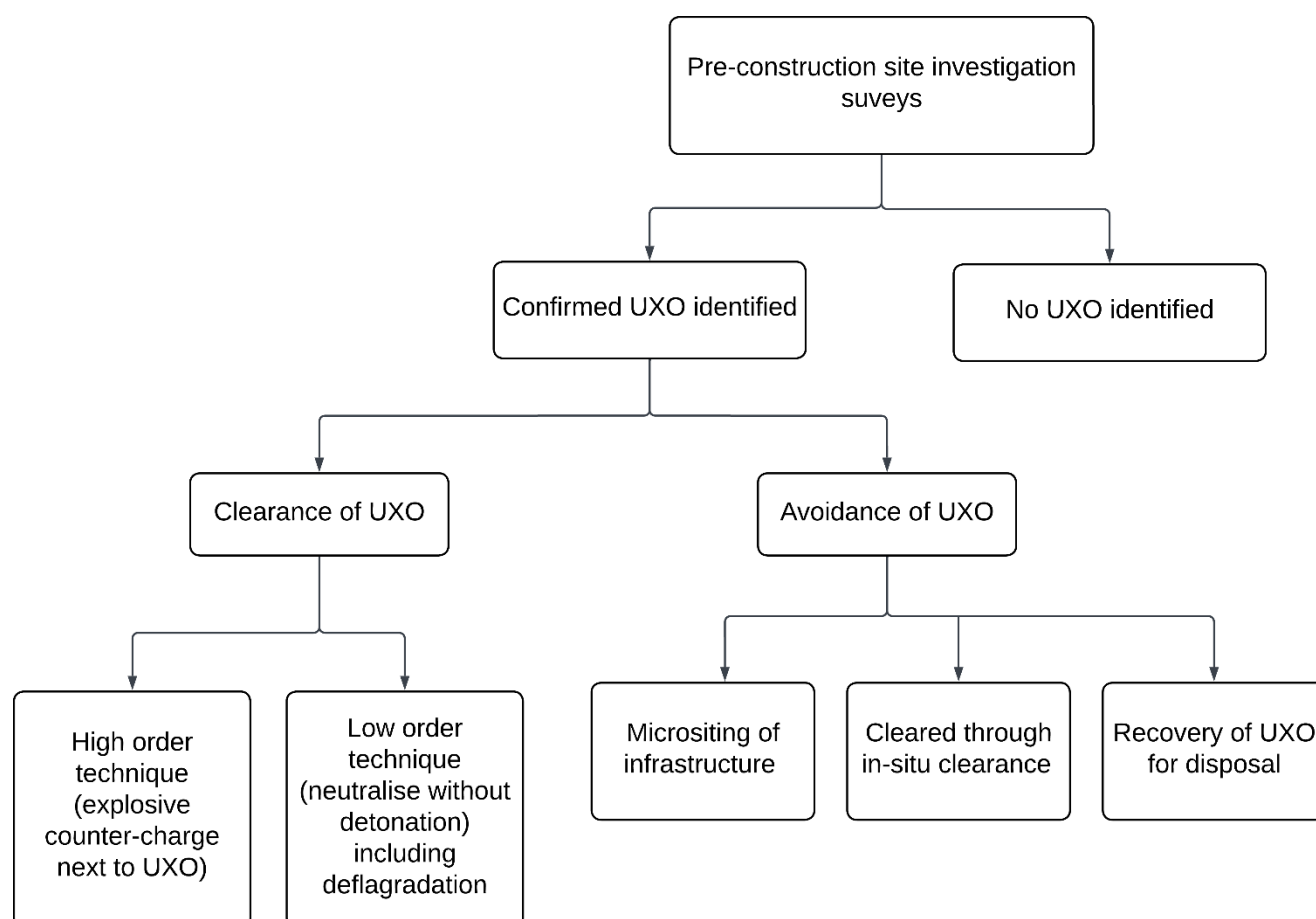 Pre-construction site investigation
suveys
Confirmed UXO identified
No UXO identified
Clearance of UXO
Avoidance of UXO
High order
technique
(explosive
counter-charge
next to UXO)
Low order
technique
(neutralise without
detonation)
including
deflagradation
Micrositing of
infrastructure
Cleared through
in-situ clearance
Recovery of UXO
for disposal